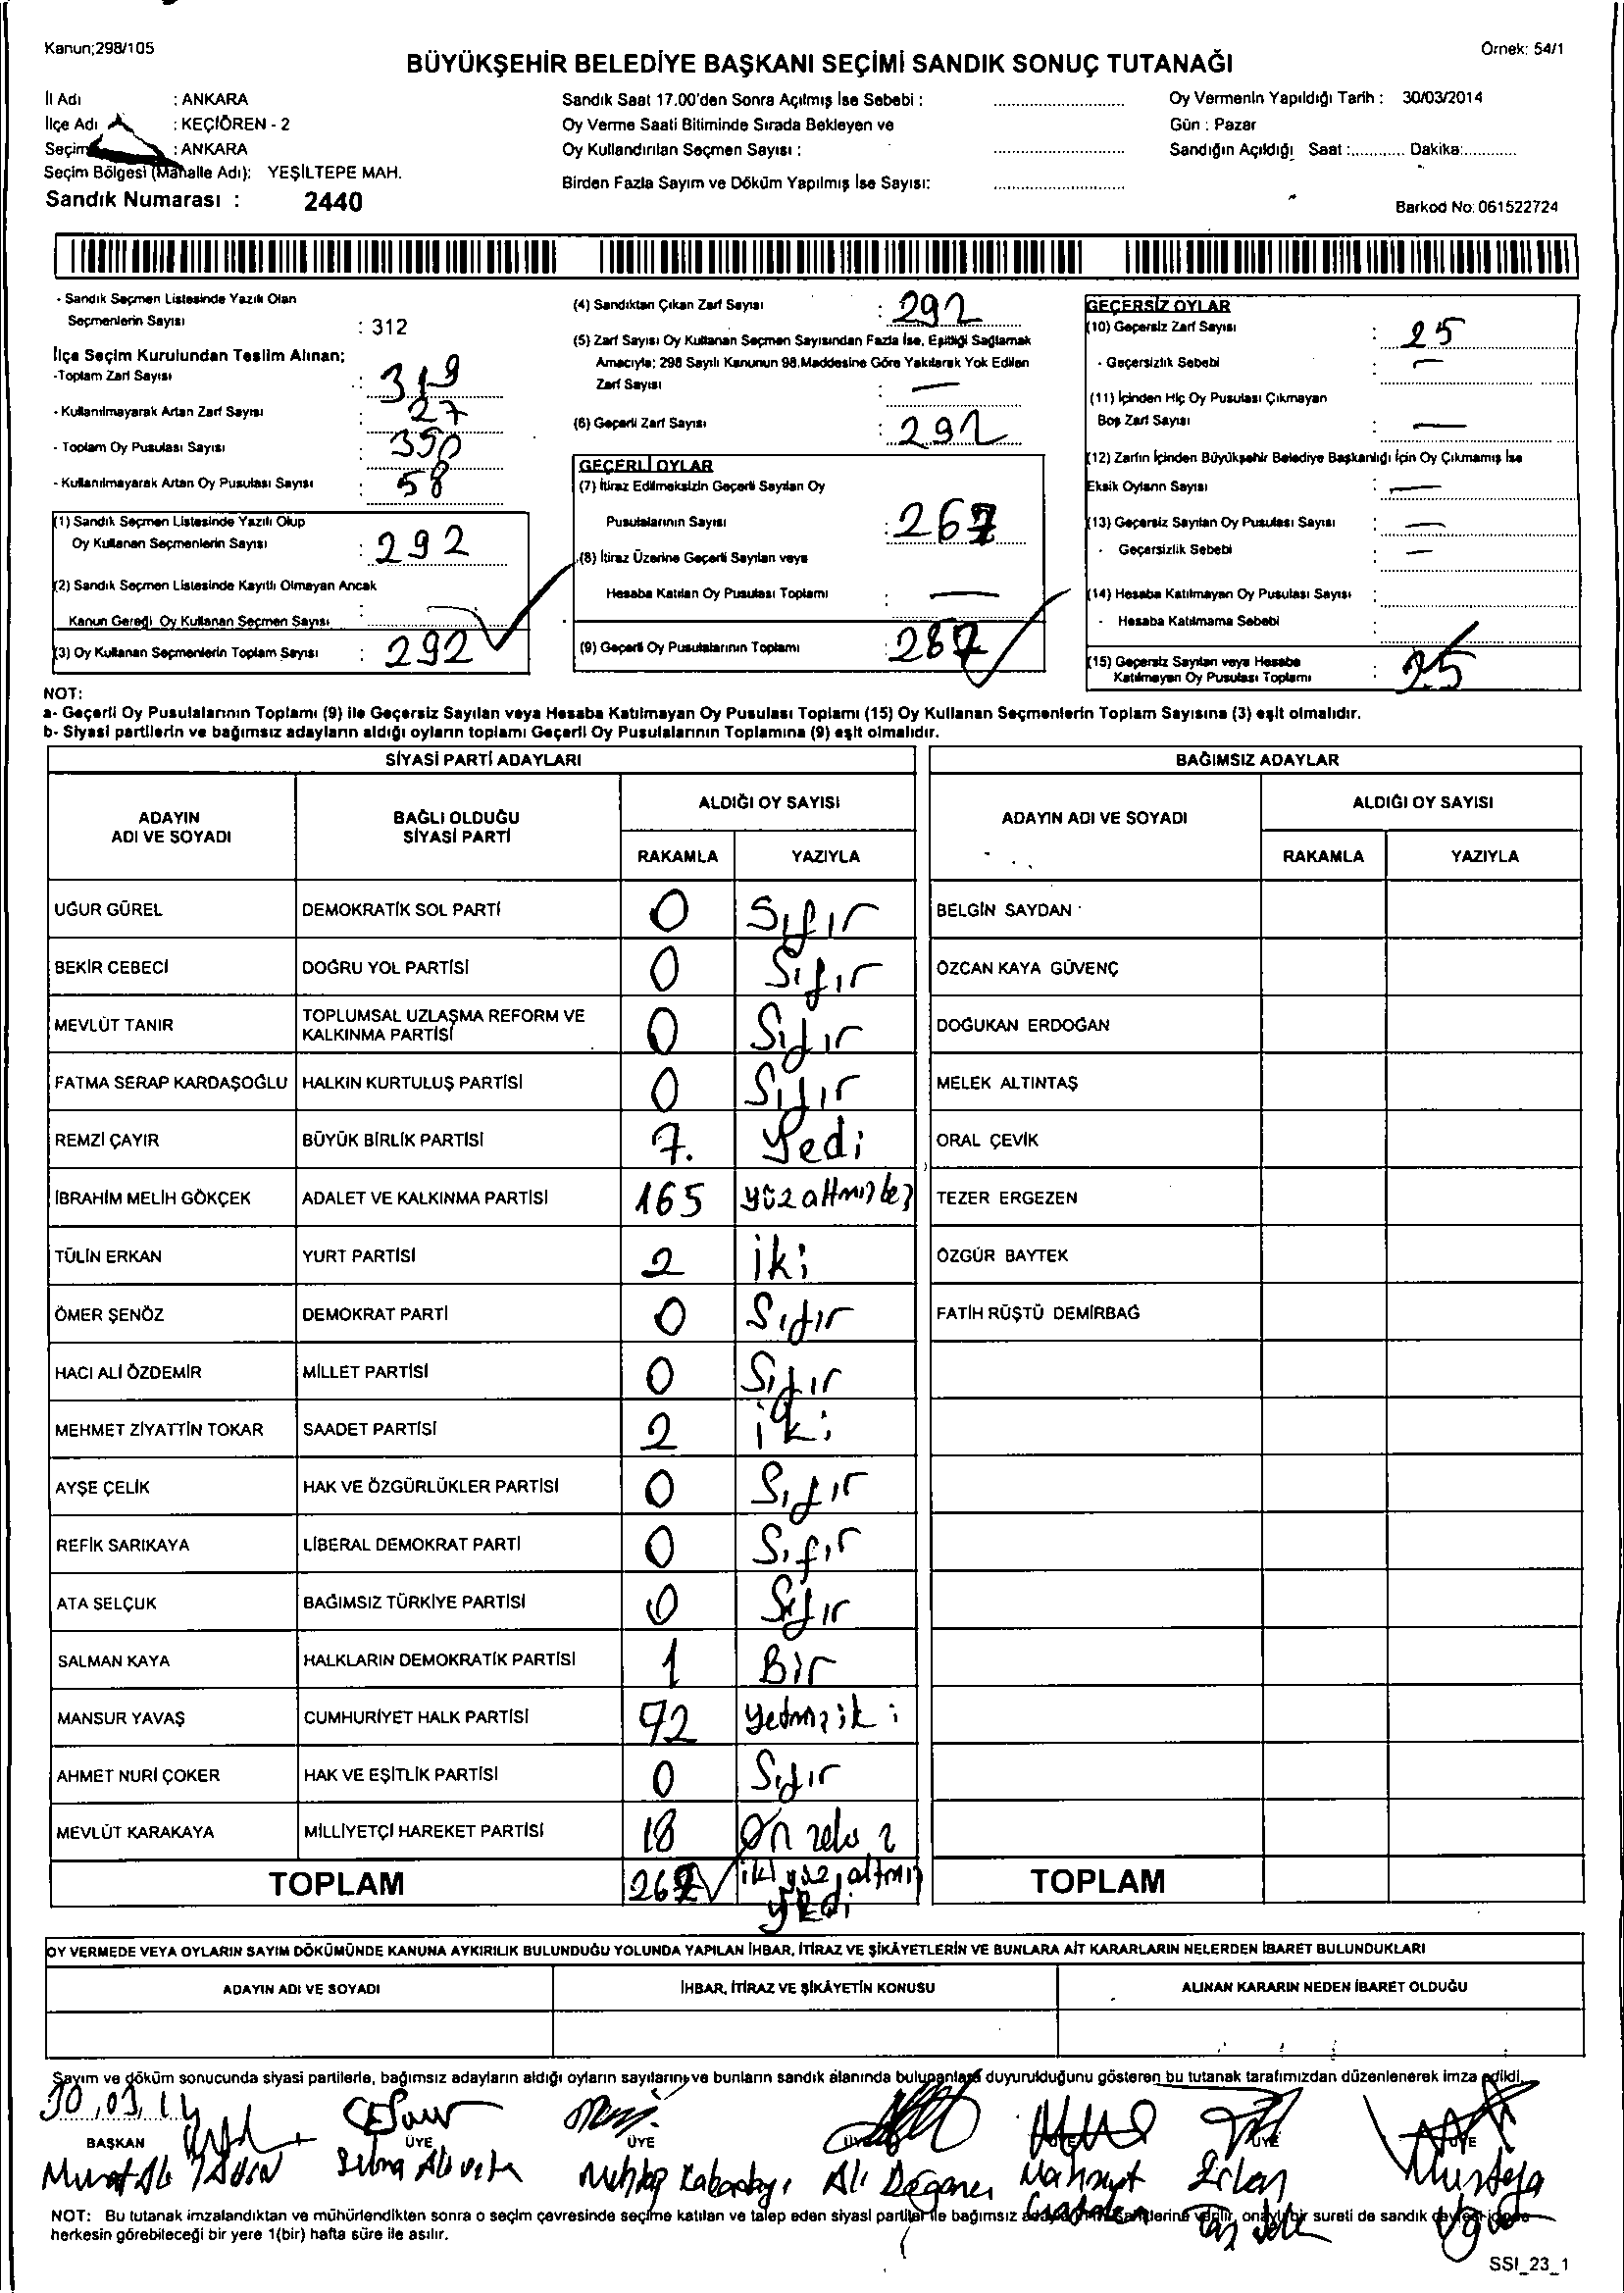 Kanun;298/105
Örnek: 54/1
BÜYÜKŞEHİR BELEDİYE BAŞKANI SEÇİMİ SANDIK SONUÇ TUTANAĞI
İl Adı : ANKARA
İlçe Adı : KEÇİÖREN - 2
Seçim : ANKARA
Seçim Bölgesi (Mahalle Adı): YEŞİLTEPE MAH.
Sandık Numarası : 2440
Sandık Saat 17.00'den Sonra Açılmış İse Sebebi :
Oy Verme Saati Bitiminde Sırada Bekleyen ve
Oy Kullandırılan Seçmen Sayısı :
Birden Fazla Sayım ve Döküm Yapılmış İse Sayısı:
Oy Vermenin Yapıldığı Tarih : 30/03/2014
Gün : Pazar
Sandığın Açıldığı Saat :............ Dakika:............
Barkod No: 061522724
- Sandık Seçmen Listesinde Yazılı Olan
Seçmenlerin Sayısı : 312
İlçe Seçim Kurulundan Teslim Alınan;
-Toplam Zarf Sayısı : 319
- Kullanılmayarak Artan Zarf Sayısı : 27
- Toplam Oy Pusulası Sayısı : 350
- Kullanılmayarak Artan Oy Pusulası Sayısı : 58
(1) Sandık Seçmen Listesinde Yazılı Olup
Oy Kullanan Seçmenlerin Sayısı : 292
(2) Sandık Seçmen Listesinde Kayıtlı Olmayan Ancak
Kanun Gereği Oy Kullanan Seçmen Sayısı : —
(3) Oy Kullanan Seçmenlerin Toplam Sayısı : 292
(4) Sandıktan Çıkan Zarf Sayısı : 292
(5) Zarf Sayısı Oy Kullanan Seçmen Sayısından Fazla İse, Eşitliği Sağlamak
Amacıyla; 298 Sayılı Kanunun 98.Maddesine Göre Yakılarak Yok Edilen
Zarf Sayısı : —
(6) Geçerli Zarf Sayısı : 292
GEÇERLİ OYLAR
(7) İtiraz Edilmeksizin Geçerli Sayılan Oy
Pusulalarının Sayısı : 267
(8) İtiraz Üzerine Geçerli Sayılan veya
Hesaba Katılan Oy Pusulası Toplamı : —
(9) Geçerli Oy Pusulalarının Toplamı : 267
GEÇERSİZ OYLAR
(10) Geçersiz Zarf Sayısı : 25
- Geçersizlik Sebebi : —
(11) İçinden Hiç Oy Pusulası Çıkmayan
Boş Zarf Sayısı : —
(12) Zarfın İçinden Büyükşehir Belediye Başkanlığı İçin Oy Çıkmamış İse
Eksik Oyların Sayısı : —
(13) Geçersiz Sayılan Oy Pusulası Sayısı : —
- Geçersizlik Sebebi : —
(14) Hesaba Katılmayan Oy Pusulası Sayısı :
- Hesaba Katılmama Sebebi :
(15) Geçersiz Sayılan veya Hesaba
Katılmayan Oy Pusulası Toplamı : 25
NOT:
a- Geçerli Oy Pusulalarının Toplamı (9) ile Geçersiz Sayılan veya Hesaba Katılmayan Oy Pusulası Toplamı (15) Oy Kullanan Seçmenlerin Toplam Sayısına (3) eşit olmalıdır.
b- Siyasi partilerin ve bağımsız adayların aldığı oyların toplamı Geçerli Oy Pusulalarının Toplamına (9) eşit olmalıdır.
SİYASİ PARTİ ADAYLARI
ADAYIN ADI VE SOYADI BAĞLI OLDUĞU SİYASİ PARTİ ALDIĞI OY SAYISI
RAKAMLA YAZIYLA
UĞUR GÜREL DEMOKRATİK SOL PARTİ 0 Sıfır
BEKİR CEBECİ DOĞRU YOL PARTİSİ 0 Sıfır
MEVLÜT TANIR TOPLUMSAL UZLAŞMA REFORM VE KALKINMA PARTİSİ 0 Sıfır
FATMA SERAP KARDAŞOĞLU HALKIN KURTULUŞ PARTİSİ 0 Sıfır
REMZİ ÇAYIR BÜYÜK BİRLİK PARTİSİ 7. Yedi
İBRAHİM MELİH GÖKÇEK ADALET VE KALKINMA PARTİSİ 165 yüzaltmışbeş
TÜLİN ERKAN YURT PARTİSİ 2 iki
ÖMER ŞENÖZ DEMOKRAT PARTİ 0 Sıfır
HACI ALİ ÖZDEMİR MİLLET PARTİSİ 0 Sıfır
MEHMET ZİYATTİN TOKAR SAADET PARTİSİ 2 iki
AYŞE ÇELİK HAK VE ÖZGÜRLÜKLER PARTİSİ 0 Sıfır
REFİK SARIKAYA LİBERAL DEMOKRAT PARTİ 0 Sıfır
ATA SELÇUK BAĞIMSIZ TÜRKİYE PARTİSİ 0 Sıfır
SALMAN KAYA HALKLARIN DEMOKRATİK PARTİSİ 1 Bir
MANSUR YAVAŞ CUMHURİYET HALK PARTİSİ 72 yetmişiki
AHMET NURİ ÇOKER HAK VE EŞİTLİK PARTİSİ 0 Sıfır
MEVLÜT KARAKAYA MİLLİYETÇİ HAREKET PARTİSİ 18 On sekiz
TOPLAM 267 iki yüz altmış yedi
BAĞIMSIZ ADAYLAR
ADAYIN ADI VE SOYADI ALDIĞI OY SAYISI
RAKAMLA YAZIYLA
BELGİN SAYDAN
ÖZCAN KAYA GÜVENÇ
DOĞUKAN ERDOĞAN
MELEK ALTINTAŞ
ORAL ÇEVİK
TEZER ERGEZEN
ÖZGÜR BAYTEK
FATİH RÜŞTÜ DEMİRBAĞ
TOPLAM
OY VERMEDE VEYA OYLARIN SAYIM DÖKÜMÜNDE KANUNA AYKIRILIK BULUNDUĞU YOLUNDA YAPILAN İHBAR, İTİRAZ VE ŞİKÂYETLERİN VE BUNLARA AİT KARARLARIN NELERDEN İBARET BULUNDUKLARI
ADAYIN ADI VE SOYADI İHBAR, İTİRAZ VE ŞİKÂYETİN KONUSU ALINAN KARARIN NEDEN İBARET OLDUĞU
Sayım ve döküm sonucunda siyasi partilerle, bağımsız adayların aldığı oyların sayılarını ve bunların sandık alanında bulunanlara duyurulduğunu gösteren bu tutanak tarafımızdan düzenlenerek imza edildi.
30.03.14
BAŞKAN ÜYE ÜYE ÜYE ÜYE ÜYE ÜYE
Murat Selma Ali Mahmut Mustafa
NOT: Bu tutanak imzalandıktan ve mühürlendikten sonra o seçim çevresinde seçime katılan ve talep eden siyasi partiler ile bağımsız verilir, onaylı bir sureti de sandık
herkesin görebileceği bir yere 1(bir) hafta süre ile asılır.
SSI_23_1